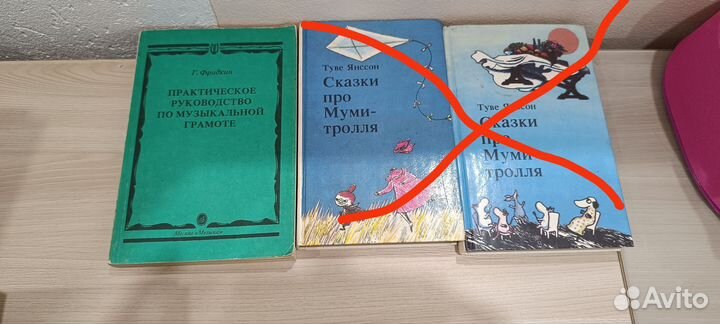 Г. Фридкин
ПРАКТИЧЕСКОЕ
РУКОВОДСТВО
ПО МУЗЫКАЛЬНОЙ
ГРАМОТЕ
Москва «Музыка»
Туве Янссон
Сказки
про
Муми-
тролля
Туве Янссон
Сказки
про
Муми-
тролля
Avito